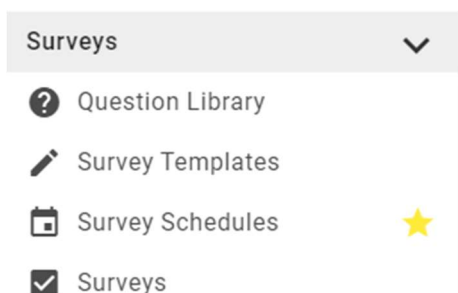 Surveys
Question Library
Survey Templates
Survey Schedules
Surveys